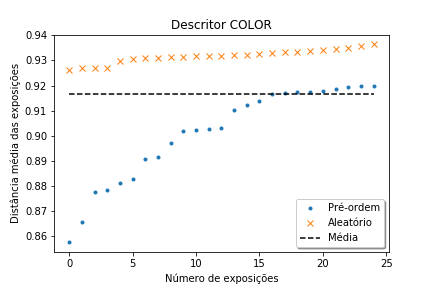 Descritor COLOR
Distância média das exposições
0.94
0.93
0.92
0.91
0.90
0.89
0.88
0.87
0.86
0 5 10 15 20 25
Número de exposições
Pré-ordem
Aleatório
Média